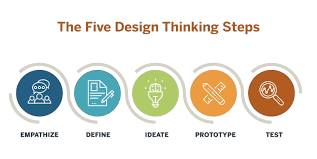 The Five Design Thinking Steps
EMPATHIZE
DEFINE
IDEATE
PROTOTYPE
TEST